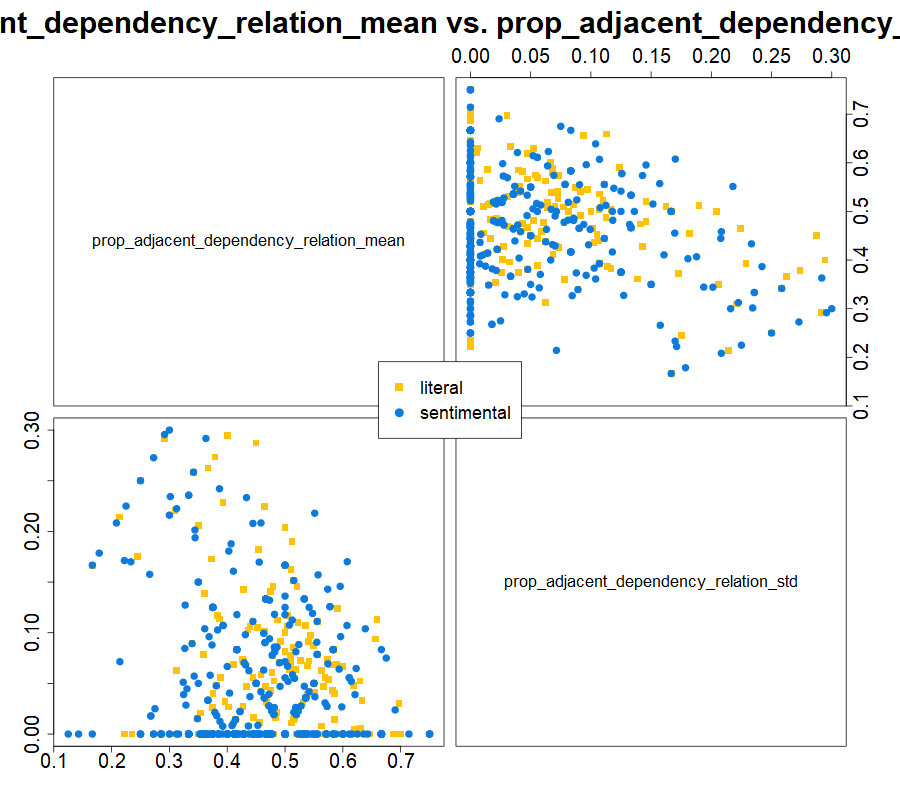 nt_dependency_relation_mean vs. prop_adjacent_dependency_
0.00 0.05 0.10 0.15 0.20 0.25 0.30
prop_adjacent_dependency_relation_mean
0.1 0.2 0.3 0.4 0.5 0.6 0.7
literal
sentimental
0.00 0.10 0.20 0.30
prop_adjacent_dependency_relation_std
0.1 0.2 0.3 0.4 0.5 0.6 0.7